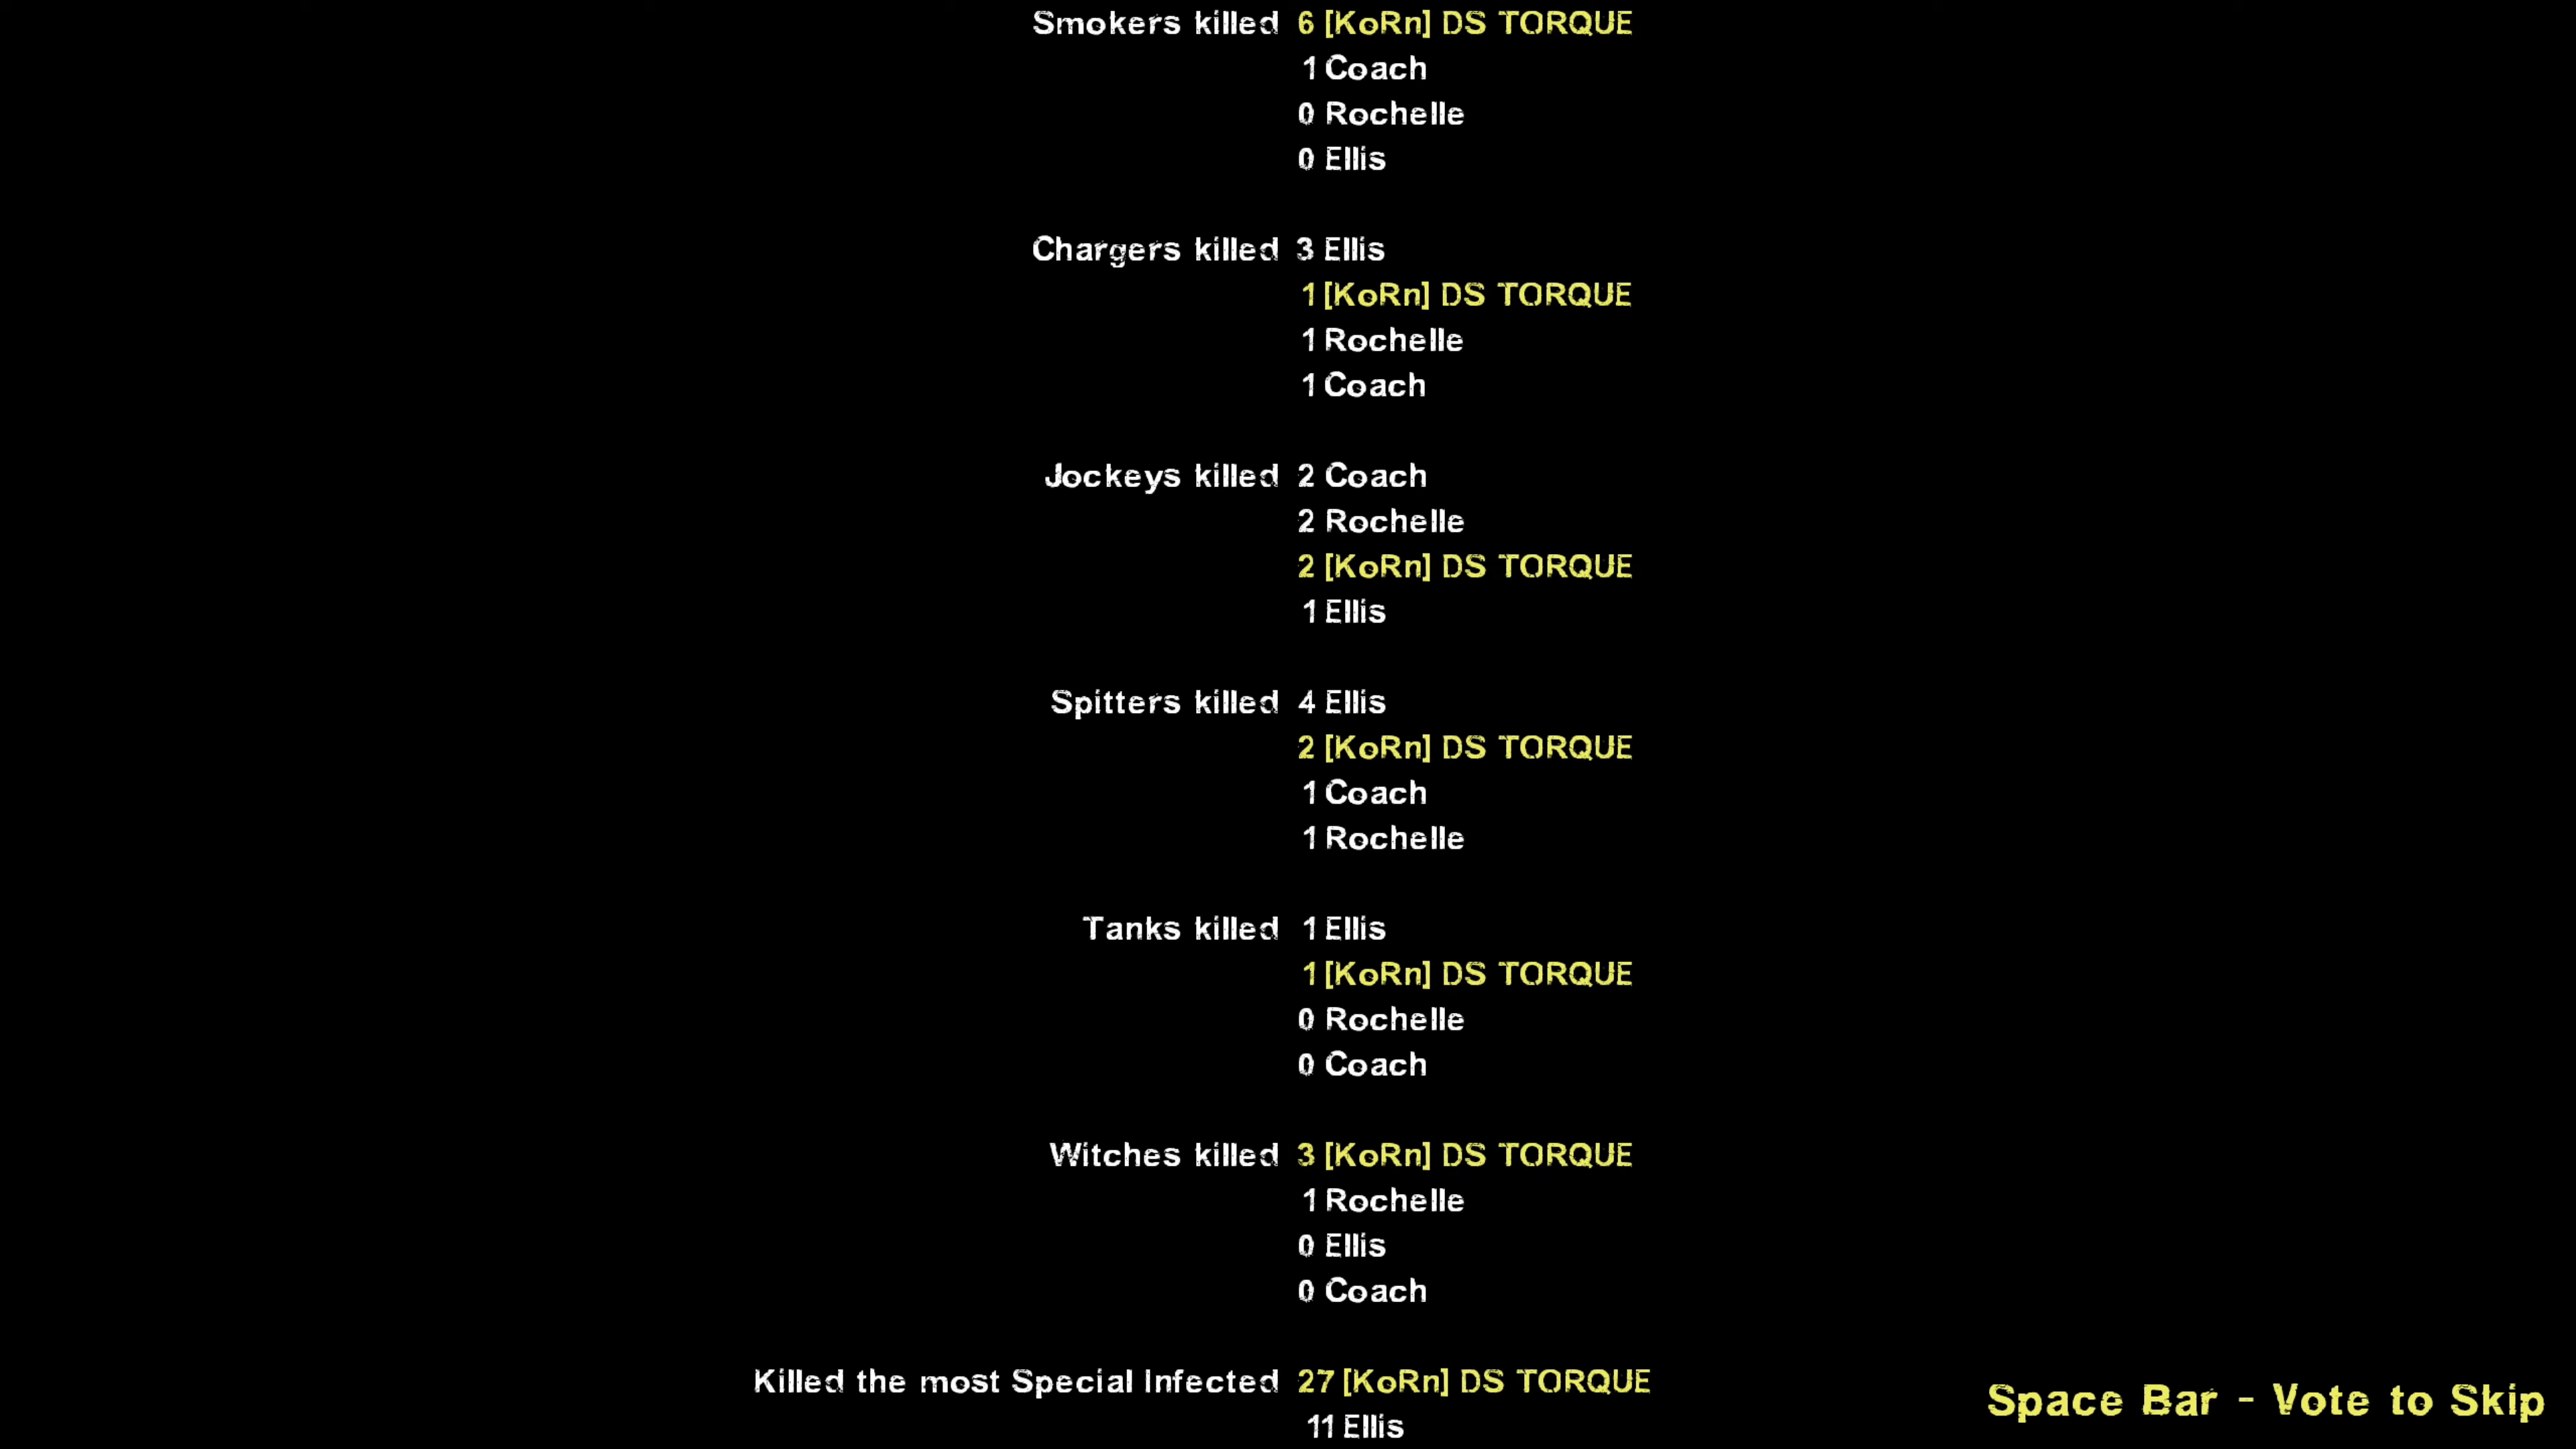 Smokers killed 6 [KoRn] DS TORQUE
1 Coach
0 Rochelle
0 Ellis
Chargers killed 3 Ellis
1 [KoRn] DS TORQUE
1 Rochelle
1 Coach
Jockeys killed 2 Coach
2 Rochelle
2 [KoRn] DS TORQUE
1 Ellis
Spitters killed 4 Ellis
2 [KoRn] DS TORQUE
1 Coach
1 Rochelle
Tanks killed 1 Ellis
1 [KoRn] DS TORQUE
0 Rochelle
0 Coach
Witches killed 3 [KoRn] DS TORQUE
1 Rochelle
0 Ellis
0 Coach
Killed the most Special Infected 27 [KoRn] DS TORQUE
11 Ellis
Space Bar - Vote to Skip